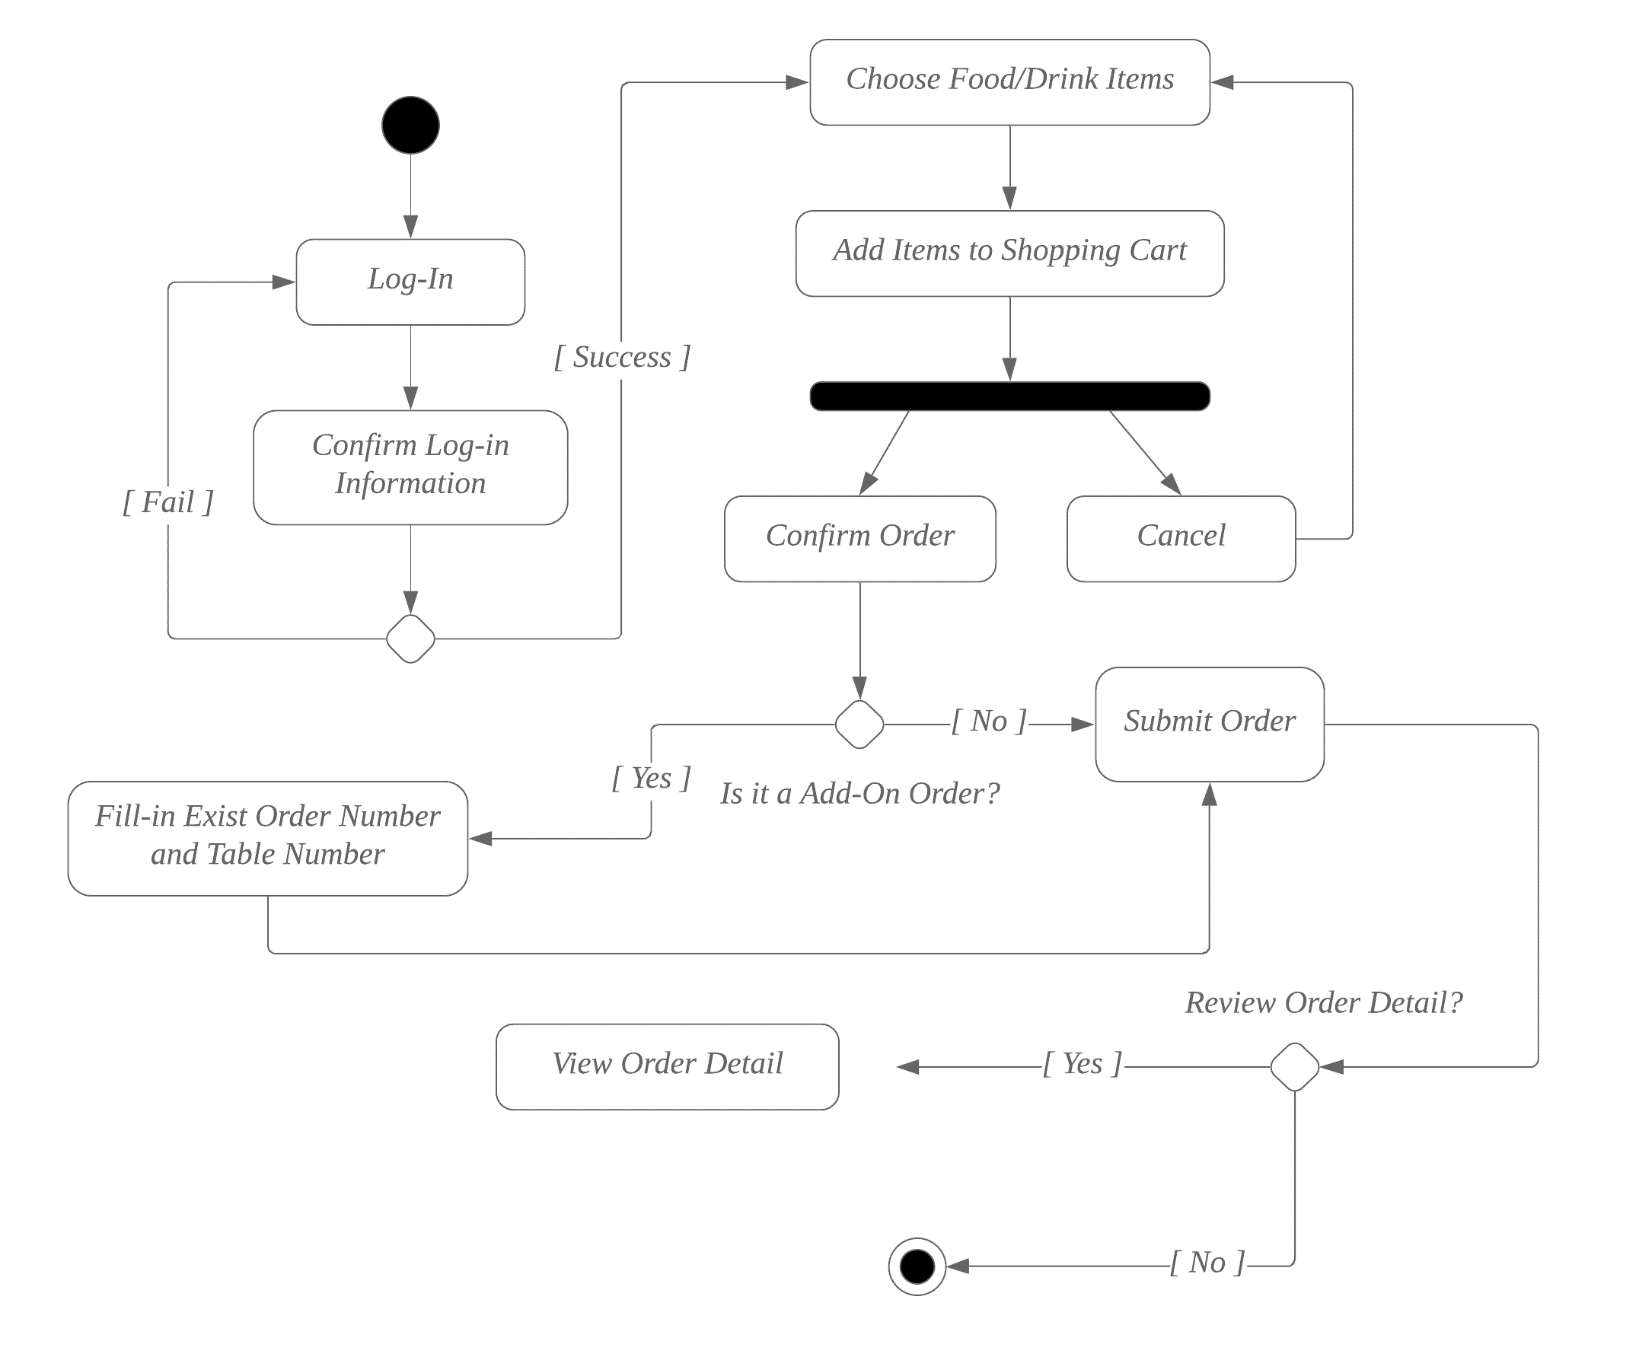 Choose Food/Drink Items
Add Items to Shopping Cart
Log-In
[ Success ]
Confirm Log-in
Information
[ Fail ]
Confirm Order
Cancel
[ No ]
Submit Order
[ Yes ]
Is it a Add-On Order?
Fill-in Exist Order Number
and Table Number
Review Order Detail?
View Order Detail
[ Yes ]
[ No ]